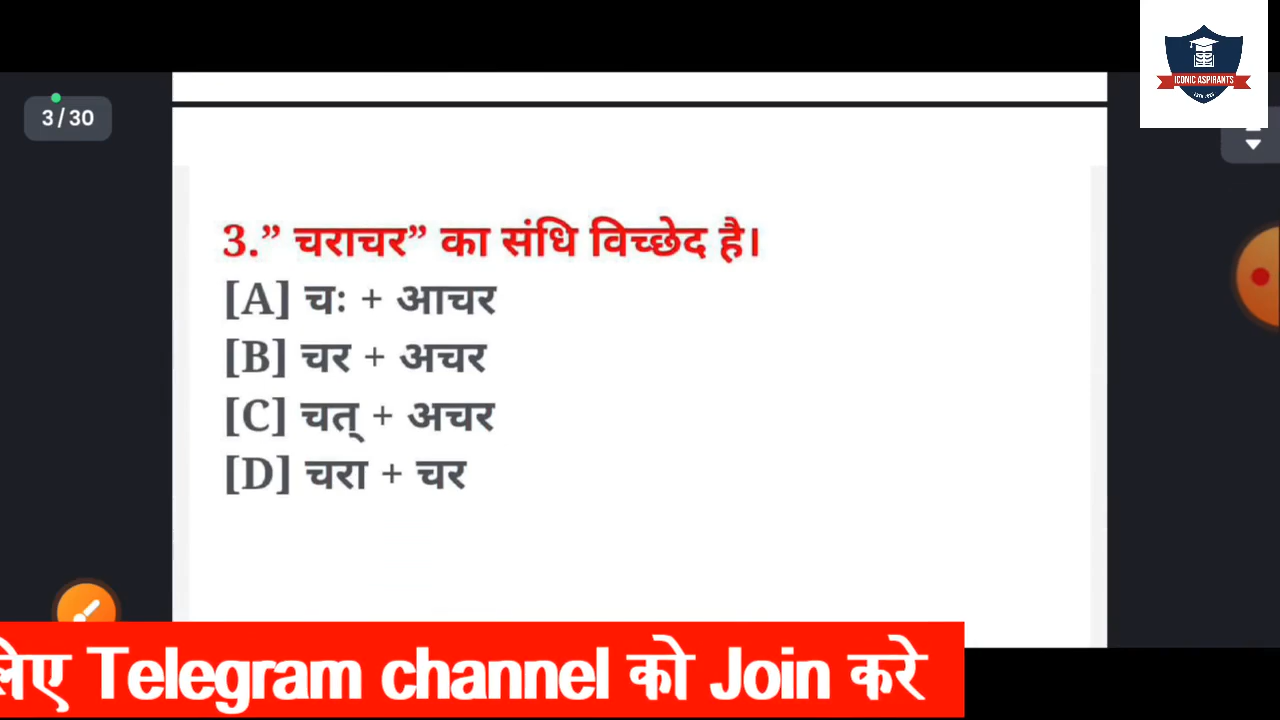 ICONIC ASPIRANTS
3 / 30
3.” चराचर” का संधि विच्छेद है।
[A] चः + आचर
[B] चर + अचर
[C] चत् + अचर
[D] चरा + चर
लिए Telegram channel को Join करे